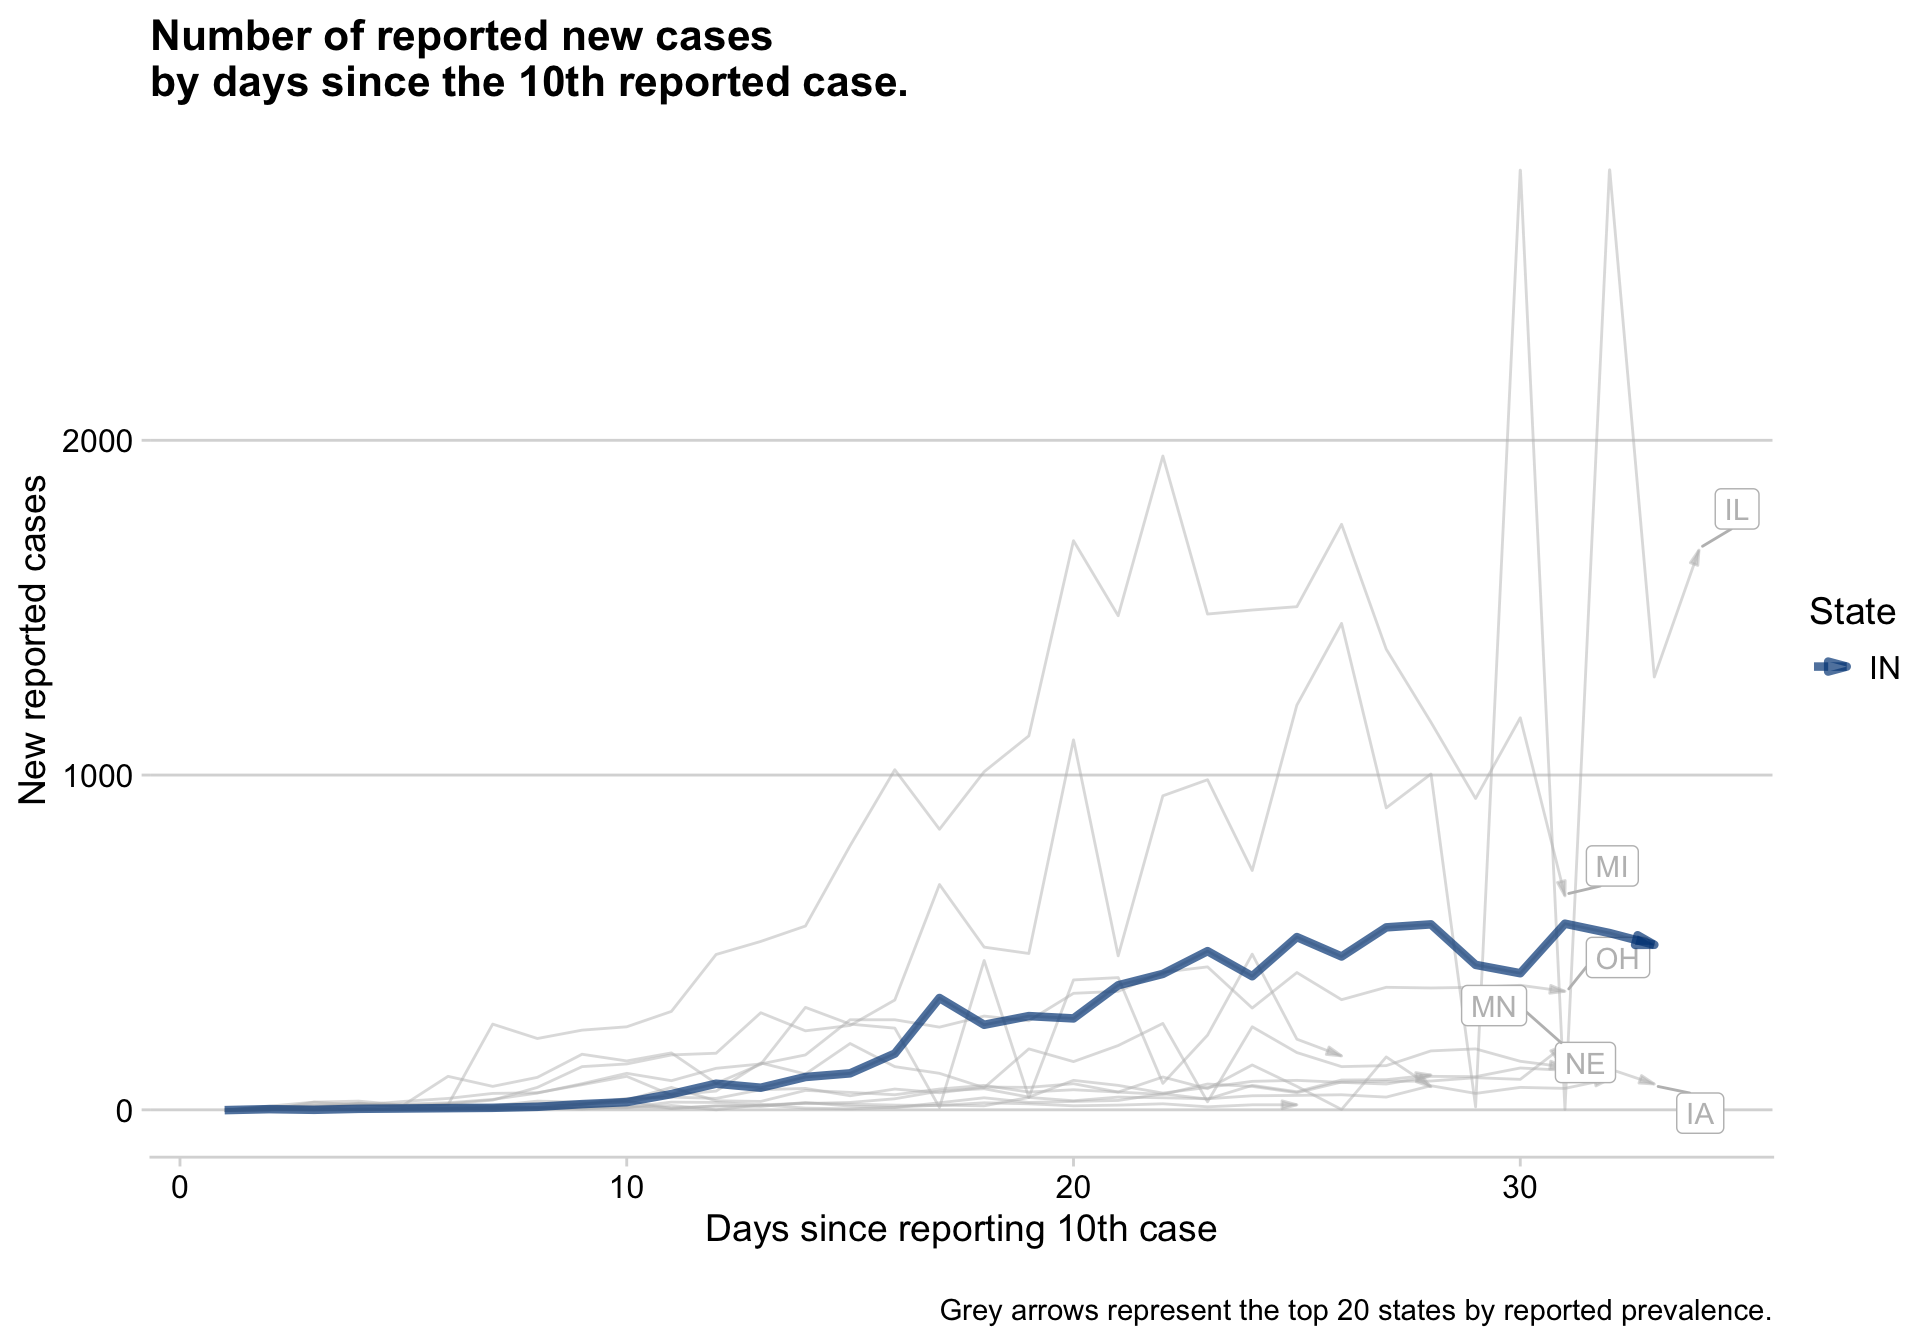 Number of reported new cases
by days since the 10th reported case.
New reported cases
2000
1000
0
IL
MI
OH
MN
NE
IA
State
IN
0
10
20
30
Days since reporting 10th case
Grey arrows represent the top 20 states by reported prevalence.